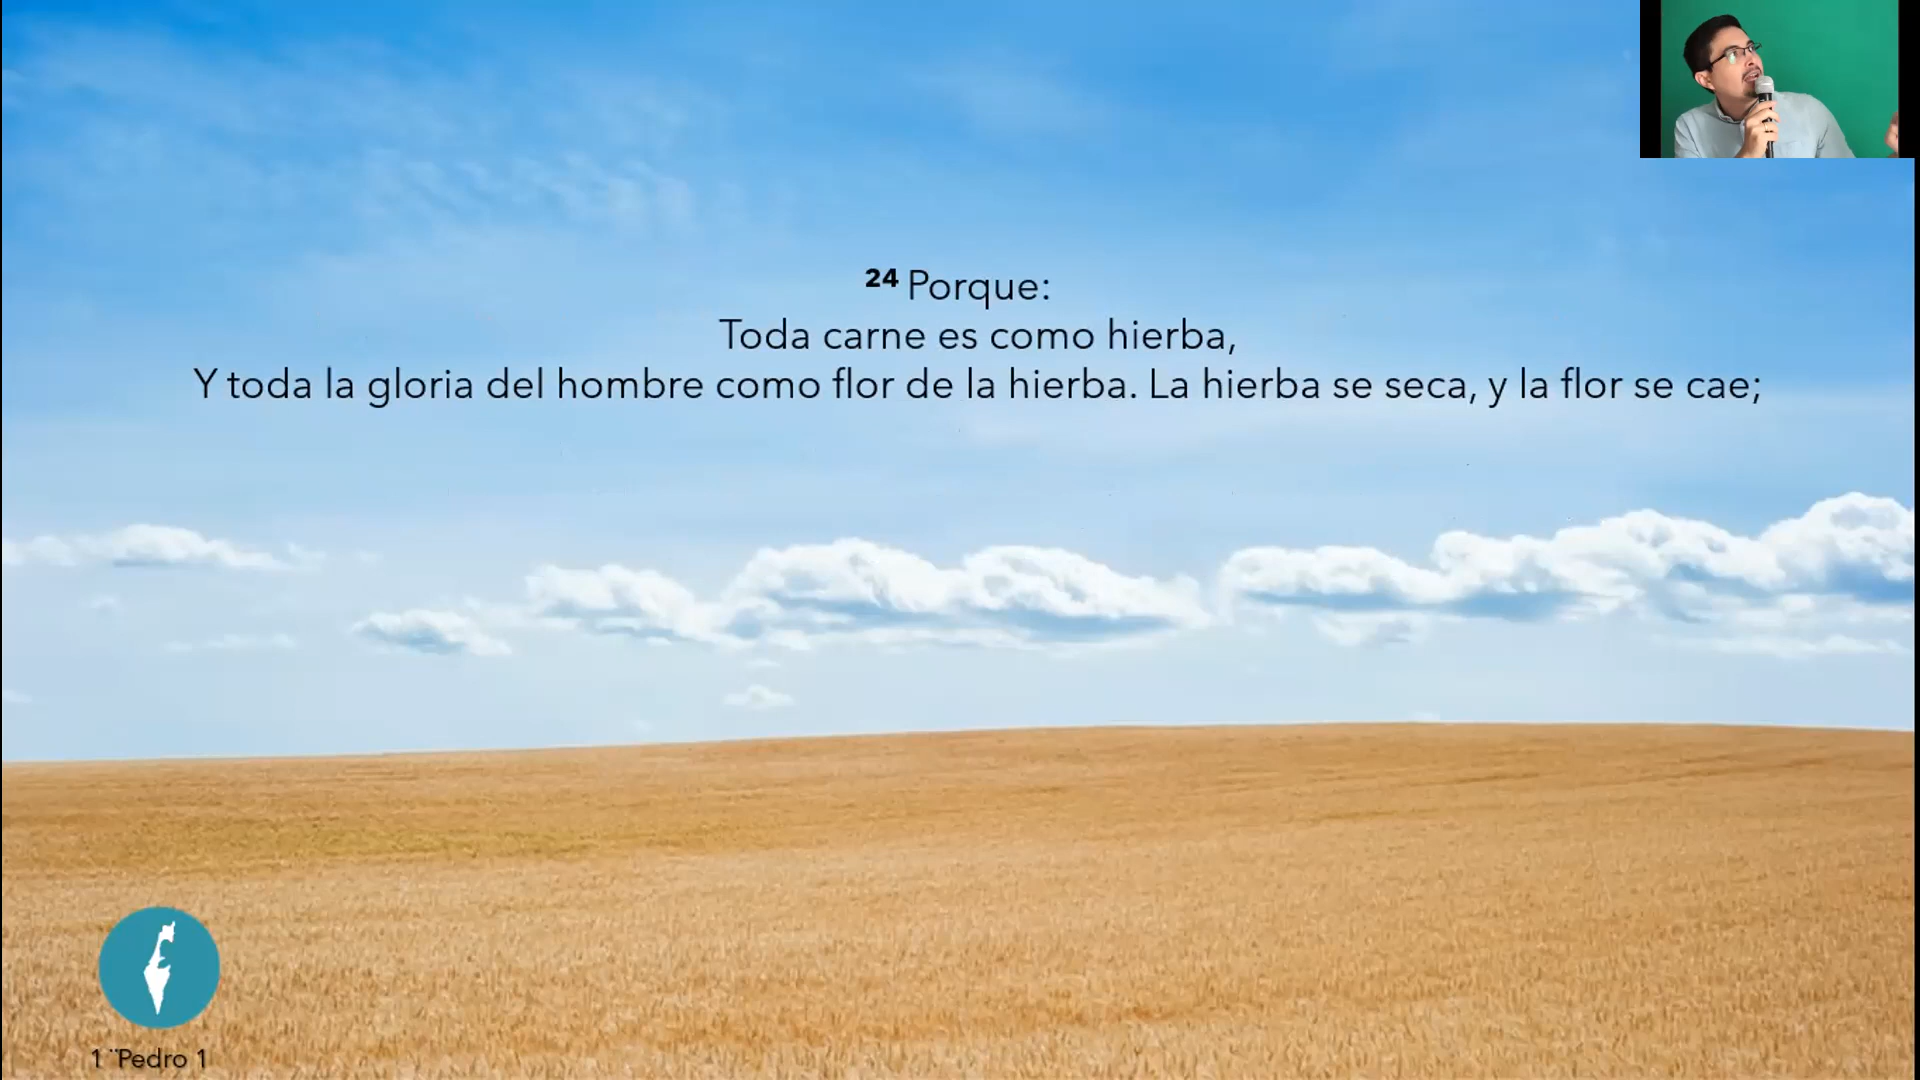 24 Porque:
Toda carne es como hierba,
Y toda la gloria del hombre como flor de la hierba. La hierba se seca, y la flor se cae;
1 ¨Pedro 1